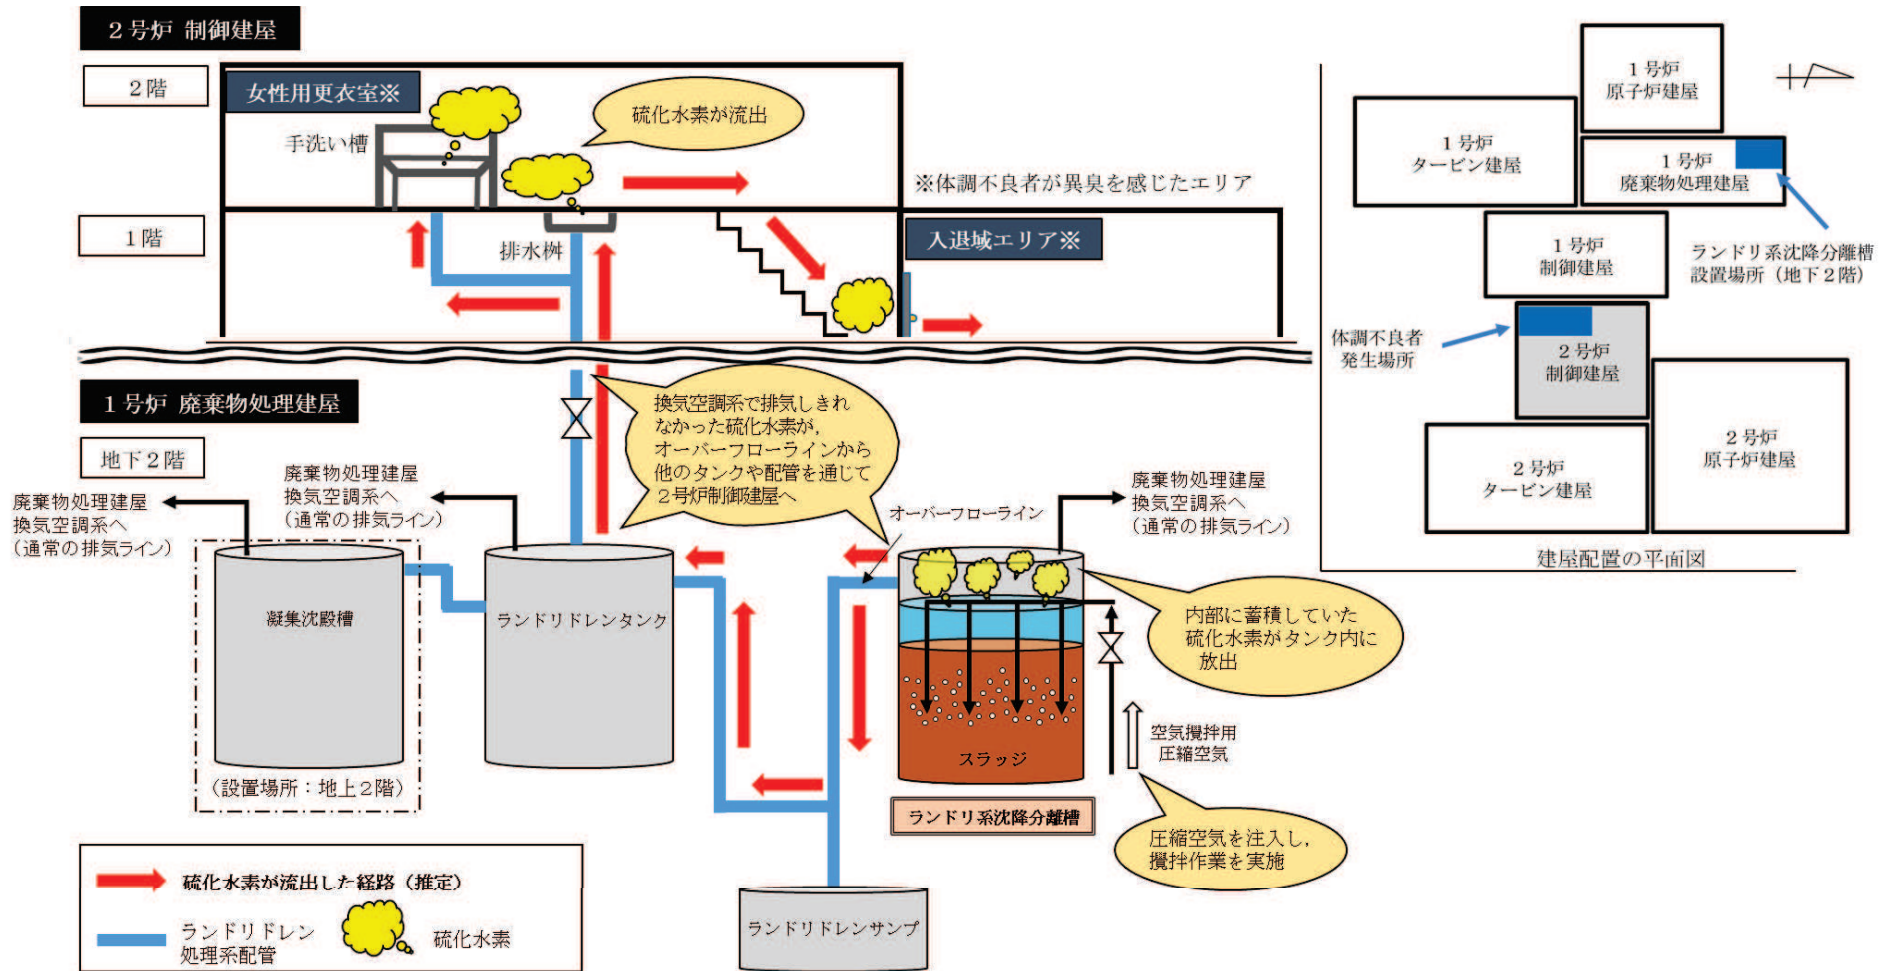 2号炉 制御建屋
2階
女性用更衣室※
手洗い槽
硫化水素が流出
※体調不良者が異臭を感じたエリア
1階
排水桝
入退域エリア※
1号炉 廃棄物処理建屋
地下2階
換気空調系で排気しきれ
なかった硫化水素が,
オーバーフローラインから
他のタンクや配管を通じて
2号炉制御建屋へ
廃棄物処理建屋
換気空調系へ
(通常の排気ライン)
廃棄物処理建屋
換気空調系へ
(通常の排気ライン)
オーバーフローライン
廃棄物処理建屋
換気空調系へ
(通常の排気ライン)
凝集沈殿槽
(設置場所:地上2階)
ランドリドレンタンク
内部に蓄積していた
硫化水素がタンク内に
放出
スラッジ
空気攪拌用
圧縮空気
ランドリ系沈降分離槽
圧縮空気を注入し,
攪拌作業を実施
ランドリドレンサンプ
硫化水素が流出した経路(推定)
ランドリドレン
処理系配管
硫化水素
1号炉
原子炉建屋
1号炉
タービン建屋
1号炉
廃棄物処理建屋
1号炉
制御建屋
ランドリ系沈降分離槽
設置場所(地下2階)
体調不良者
発生場所
2号炉
制御建屋
2号炉
タービン建屋
2号炉
原子炉建屋
建屋配置の平面図